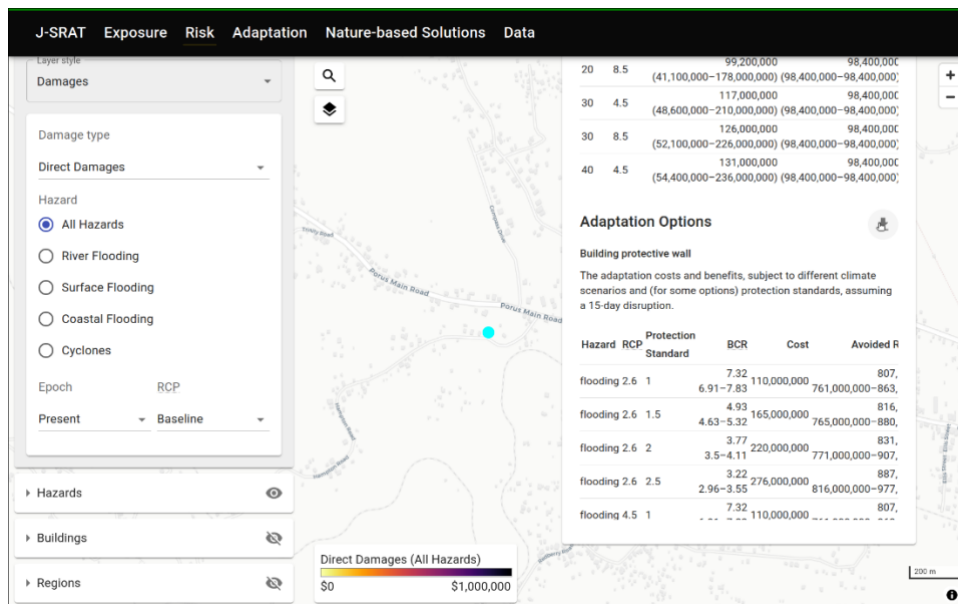 J-SRAT Exposure Risk Adaptation Nature-based Solutions Data
Layer style
Damages
Damage type
Direct Damages
Hazard
All Hazards
River Flooding
Surface Flooding
Coastal Flooding
Cyclones
Epoch RCP
Present Baseline
Hazards
Buildings
Regions
Porus Main Road
Porus Main Road
Direct Damages (All Hazards)
$0 $1,000,000
99,200,000 98,400,000
20 8.5
(41,100,000–178,000,000) (98,400,000–98,400,000)
117,000,000 98,400,000
30 4.5
(48,600,000–210,000,000) (98,400,000–98,400,000)
126,000,000 98,400,000
30 8.5
(52,100,000–226,000,000) (98,400,000–98,400,000)
131,000,000 98,400,000
40 4.5
(54,400,000–236,000,000) (98,400,000–98,400,000)
Adaptation Options
Building protective wall
The adaptation costs and benefits, subject to different climate
scenarios and (for some options) protection standards, assuming
a 15-day disruption.
Hazard RCP Protection Standard BCR Cost Avoided R
7.32 807,
flooding 2.6 1 110,000,000
6.91–7.83 761,000,000–863,
4.93 816,
flooding 2.6 1.5 165,000,000
4.63–5.32 765,000,000–880,
3.77 831,
flooding 2.6 2 220,000,000
3.5–4.11 771,000,000–907,
3.22 887,
flooding 2.6 2.5 276,000,000
2.96–3.55 816,000,000–977,
7.32 807,
flooding 4.5 1 110,000,000
+
−
200 m